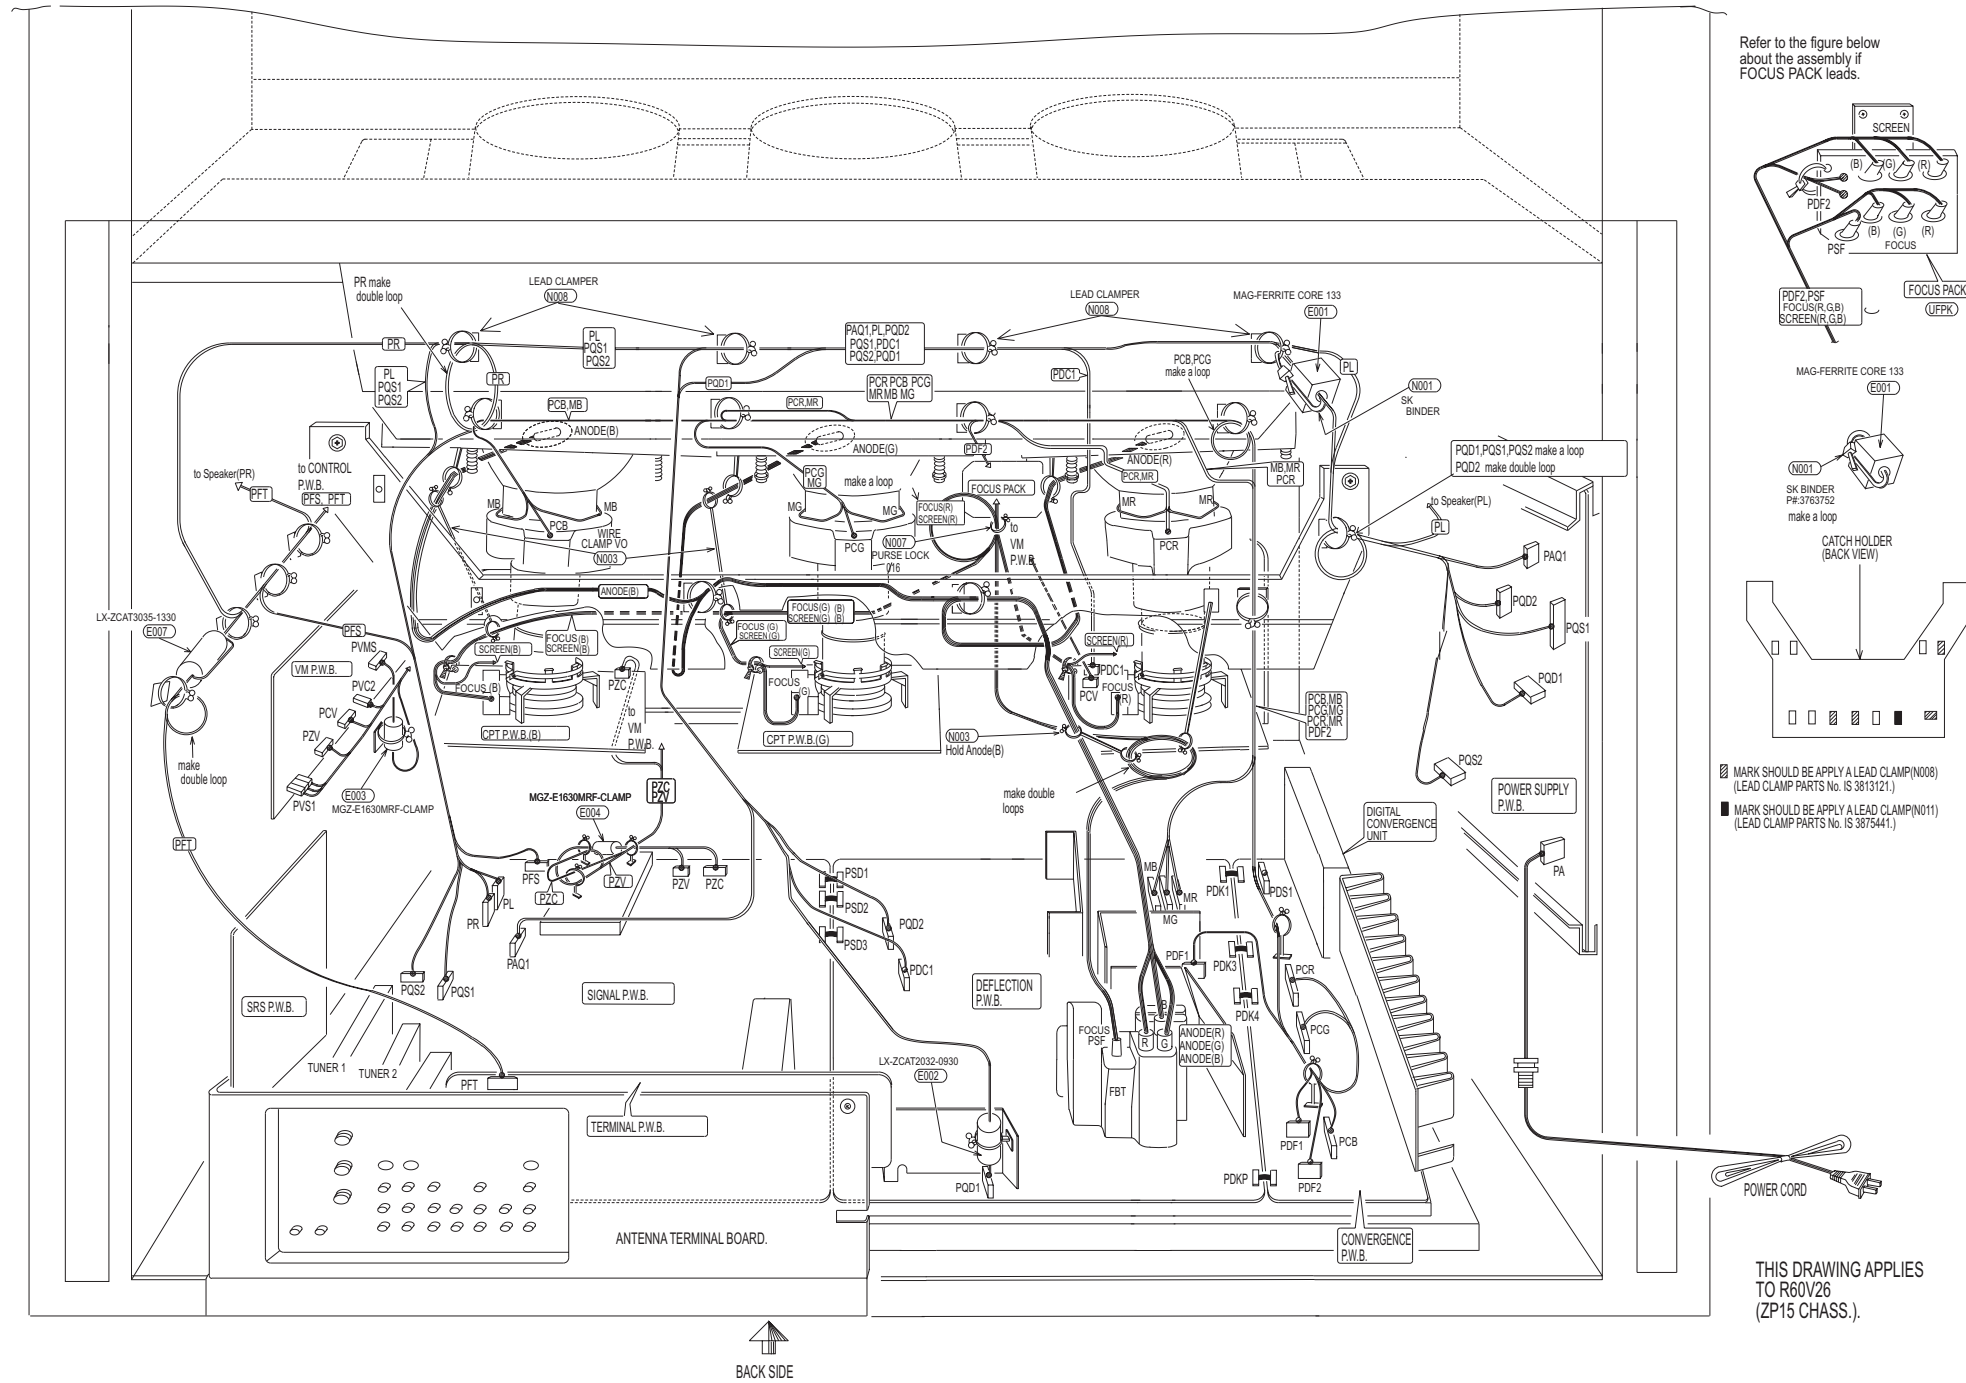 Refer to the figure below
about the assembly if
FOCUS PACK leads.
SCREEN
(B)
(G)
(R)
PDF2
PSF
(B)
(G)
(R)
FOCUS
PDF2,PSF
FOCUS(R,G,B)
SCREEN(R,G,B)
FOCUS PACK
UFPK
MAG-FERRITE CORE 133
E001
N001
SK BINDER
P#:3763752
make a loop
CATCH HOLDER
(BACK VIEW)
MARK SHOULD BE APPLY A LEAD CLAMP(N008)
(LEAD CLAMP PARTS No. IS 3813121.)
MARK SHOULD BE APPLY A LEAD CLAMP(N011)
(LEAD CLAMP PARTS No. IS 3875441.)
PR make
double loop
LEAD CLAMPER
N008
LEAD CLAMPER
N008
MAG-FERRITE CORE 133
E001
PR
PL
PQS1
PQS2
PAQ1,PL,PQD2
PQS1,PDC1
PQS2,PQD1
PCB,PCG
make a loop
PL
PL
PQS1
PQS2
PR
PQD1
PCR PCB PCG
MR MB MG
PDC1
N001
SK
BINDER
PCB,MB
PCR,MR
ANODE(B)
ANODE(G)
PDF2
ANODE(R)
PQD1,PQS1,PQS2 make a loop
PQD2 make double loop
to Speaker(PR)
PFT
to CONTROL
P.W.B.
PFS, PFT
PCG
MG
make a loop
FOCUS PACK
PCR,MR
MB,MR
PCR
to Speaker(PL)
PL
MB
MB
PCB
WIRE
CLAMP VO
N003
MG
MG
PCG
FOCUS(R)
SCREEN(R)
N007
PURSE LOCK
016
to
VM
P.W.B.
MR
MR
PCR
PAQ1
PQD2
PQS1
PQD1
PQS2
LX-ZCAT3035-1330
E007
PFS
ANODE(B)
FOCUS(G) (B)
SCREEN(G) (B)
FOCUS (G)
SCREEN(G)
FOCUS(B)
SCREEN(B)
SCREEN(B)
SCREEN(G)
SCREEN(R)
VM P.W.B.
PVMS
PVC2
PCV
PZV
PVS1
E003
MGZ-E1630MRF-CLAMP
make
double loop
FOCUS (B)
PZC
to
VM
P.W.B.
CPT P.W.B.(B)
FOCUS
(G)
CPT P.W.B.(G)
PDC1
PCV
FOCUS
(R)
N003
Hold Anode(B)
PCB,MB
PCG,MG
PCR,MR
PDF2
POWER SUPPLY
P.W.B.
make double
loops
DIGITAL
CONVERGENCE
UNIT
PZC
PZV
MGZ-E1630MRF-CLAMP
E004
PFT
PFS
PZC
PZV
PZV
PZC
PL
PR
PAQ1
PQS2
PQS1
PSD1
PSD2
PSD3
PQD2
PDC1
MB
MR
MG
PDK1
PDS1
PA
PDF1
PDK3
PCR
PDK4
PCG
SRS P.W.B.
SIGNAL P.W.B.
DEFLECTION
P.W.B.
FOCUS
PSF
B
R
G
ANODE(R)
ANODE(G)
ANODE(B)
FBT
TUNER 1
TUNER 2
PFT
TERMINAL P.W.B.
LX-ZCAT2032-0930
E002
PQD1
PDF1
PCB
PDF2
PDKP
CONVERGENCE
P.W.B.
POWER CORD
ANTENNA TERMINAL BOARD.
BACK SIDE
THIS DRAWING APPLIES
TO R60V26
(ZP15 CHASS.).